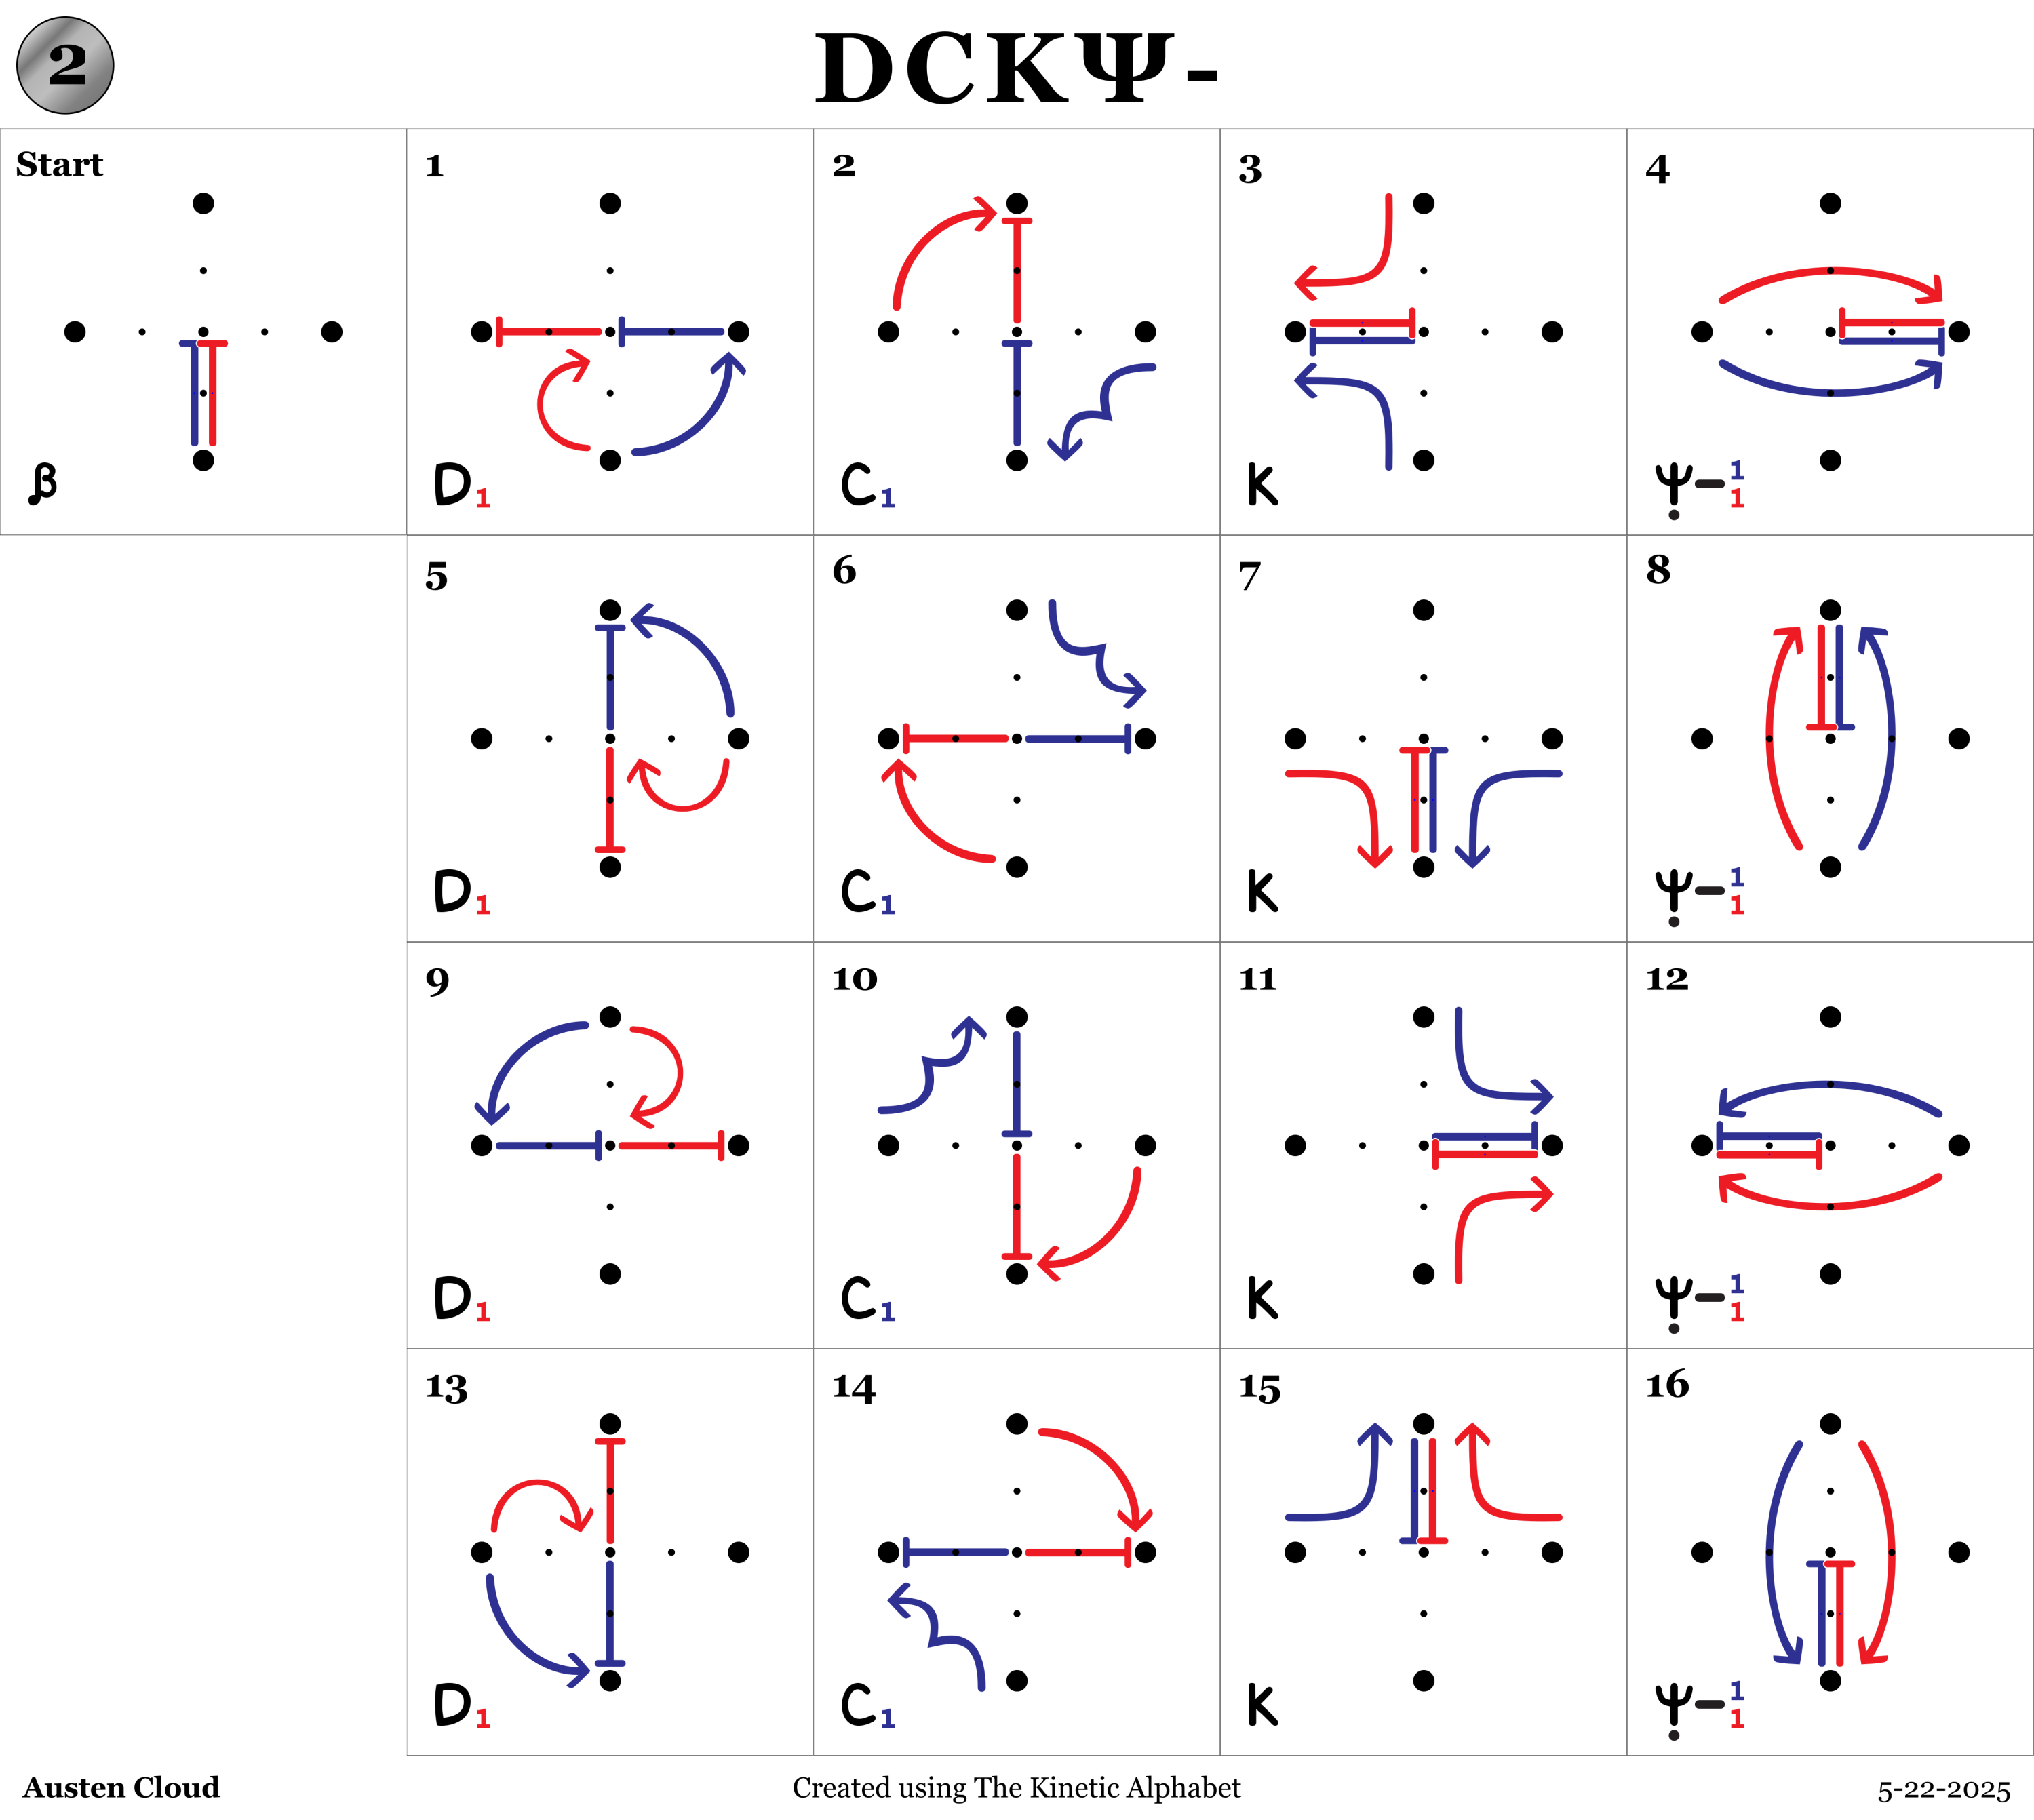 2
DCKΨ-
Start
β
1
D1
2
C1
3
K
4
Ψ-1
1
5
D1
6
C1
7
K
8
Ψ-1
1
9
D1
10
C1
11
K
12
Ψ-1
1
13
D1
14
C1
15
K
16
Ψ-1
1
Austen Cloud
Created using The Kinetic Alphabet
5-22-2025